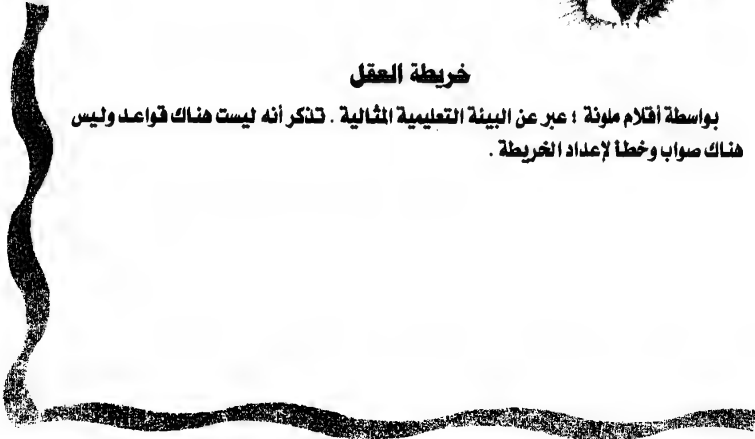 خريطة العقل
بواسطة أقلام ملونة ؛ عبر عن البيئة التعليمية المثالية . تذكر أنه ليست هناك قواعد وليس
هناك صواب وخطأ لإعداد الخريطة .